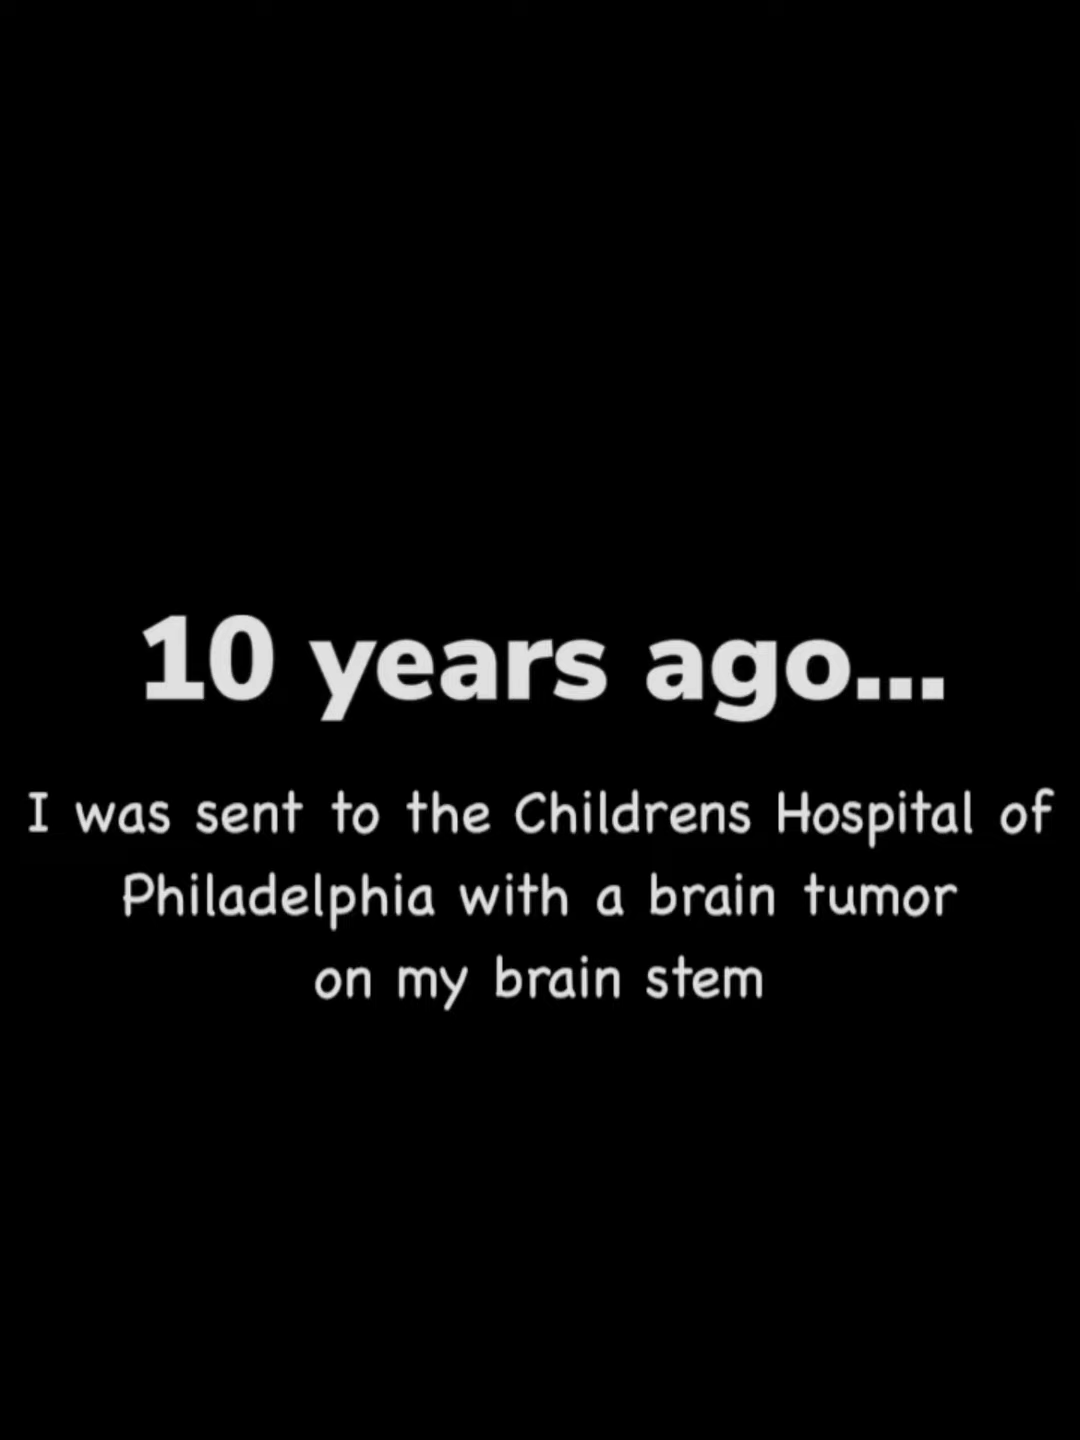 10 years ago...
I was sent to the Childrens Hospital of
Philadelphia with a brain tumor
on my brain stem